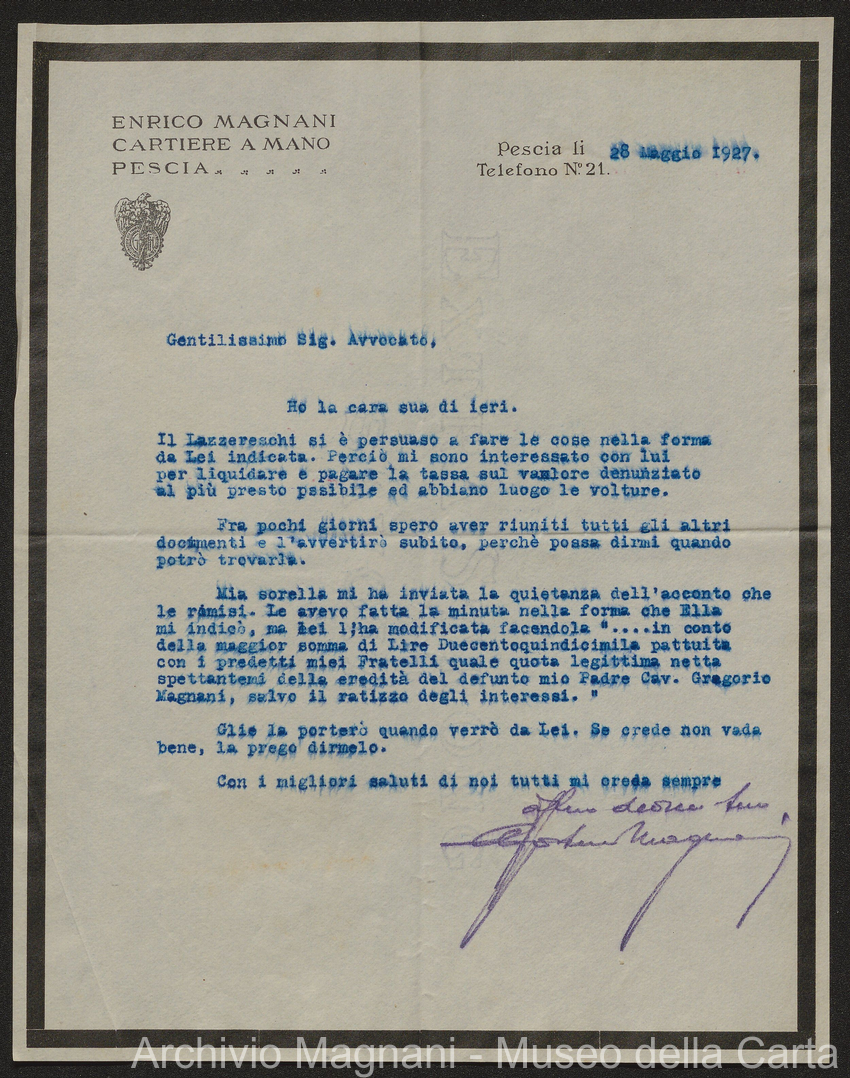 ENRICO MAGNANI
CARTIERE A MANO
PESCIA
Pescia li 28 Maggio 1927.
Telefono N.° 21.
Gentilissimo Sig. Avvocato,
Ho la cara sua di ieri.
Il Lazzereschi si è persuaso a fare le cose nella forma
da Lei indicata. Perciò mi sono interessato con lui
per liquidare e pagare la tassa sul vamlore denunziato
al più presto pssibile ed abbiano luogo le volture.
Fra pochi giorni spero aver riuniti tutti gli altri
documenti e l'avvertirò subito, perchè possa dirmi quando
potrò trovarla.
Mia sorella mi ha inviata la quietanza dell'acconto che
le rimisi. Le avevo fatta la minuta nella forma che Ella
mi indicò, ma Lei l'ha modificata facendola "....in conto
della maggior somma di Lire Duecentoquindicimila pattuita
con i predetti miei Fratelli quale quota legittima netta
spettantemi della eredità del defunto mio Padre Cav. Gregorio
Magnani, salvo il ratizzo degli interessi. "
Glie la porterò quando verrò da Lei. Se crede non vada
bene, la prego dirmelo.
Con i migliori saluti di noi tutti mi creda sempre
Magnani
Archivio Magnani - Museo della Carta